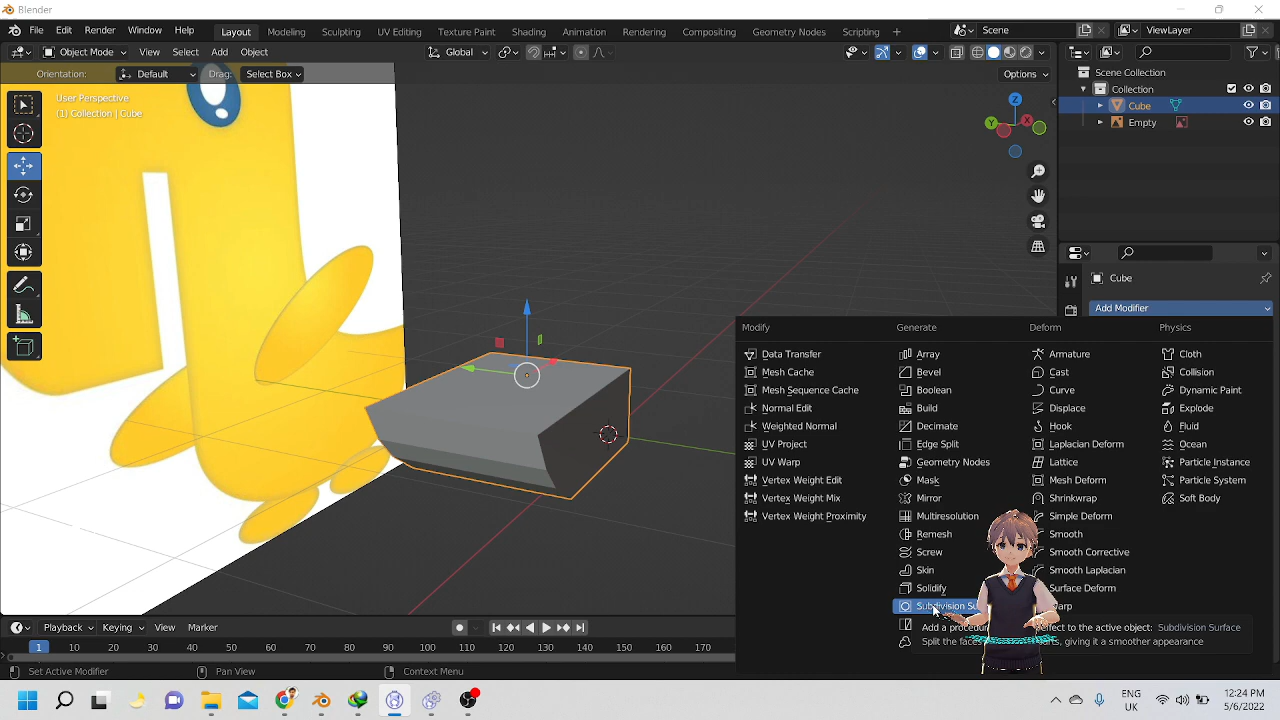 Blender
File Edit Render Window Help
Layout Modeling Sculpting UV Editing Texture Paint Shading Animation Rendering Compositing Geometry Nodes Scripting +
Scene
ViewLayer
Object Mode View Select Add Object
Global
Orientation: Default Drag: Select Box
Options
User Perspective
(1) Collection | Cube
Z
Y X
Scene Collection
Collection
Cube
Empty
Cube
Add Modifier
Modify Generate Deform Physics
Data Transfer Array Armature Cloth
Mesh Cache Bevel Cast Collision
Mesh Sequence Cache Boolean Curve Dynamic Paint
Normal Edit Build Displace Explode
Weighted Normal Decimate Hook Fluid
UV Project Edge Split Laplacian Deform Ocean
UV Warp Geometry Nodes Lattice Particle Instance
Vertex Weight Edit Mask Mesh Deform Particle System
Vertex Weight Mix Mirror Shrinkwrap Soft Body
Vertex Weight Proximity Multiresolution Simple Deform
Remesh Smooth
Screw Smooth Corrective
Skin Smooth Laplacian
Solidify Surface Deform
Subdivision Su
Add a procedur effect to the active object: Subdivision Surface
Split the face ts, giving it a smoother appearance
Playback Keying View Marker
1 10 20 30 40 50 60 70 80 90 100 110 120 130 140 150 160 170
Set Active Modifier Pan View Context Menu
ENG
UK
12:24 PM
5/6/2022